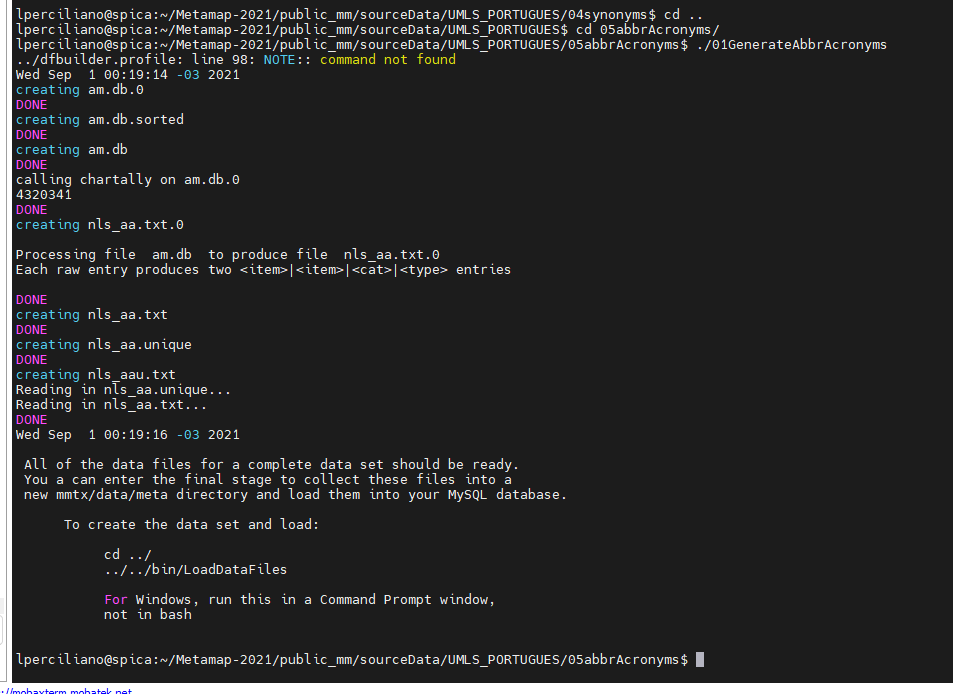 lperciliano@spica:~/Metamap-2021/public_mm/sourceData/UMLS_PORTUGUES/04synonyms$ cd ..
lperciliano@spica:~/Metamap-2021/public_mm/sourceData/UMLS_PORTUGUES$ cd 05abbrAcronyms/
lperciliano@spica:~/Metamap-2021/public_mm/sourceData/UMLS_PORTUGUES/05abbrAcronyms$ ./01GenerateAbbrAcronyms
../dfbuilder.profile: line 98: NOTE:: command not found
Wed Sep  1 00:19:14 -03 2021
creating am.db.0
DONE
creating am.db.sorted
DONE
creating am.db
DONE
calling chartally on am.db.0
4320341
DONE
creating nls_aa.txt.0

Processing file  am.db  to produce file  nls_aa.txt.0
Each raw entry produces two <item>|<item>|<cat>|<type> entries

DONE
creating nls_aa.txt
DONE
creating nls_aa.unique
DONE
creating nls_aau.txt
Reading in nls_aa.unique...
Reading in nls_aa.txt...
DONE
Wed Sep  1 00:19:16 -03 2021

All of the data files for a complete data set should be ready.
You a can enter the final stage to collect these files into a
new mmtx/data/meta directory and load them into your MySQL database.

To create the data set and load:

cd ../
../../bin/LoadDataFiles

For Windows, run this in a Command Prompt window,
not in bash

lperciliano@spica:~/Metamap-2021/public_mm/sourceData/UMLS_PORTUGUES/05abbrAcronyms$
://mobaxterm.mobatek.net